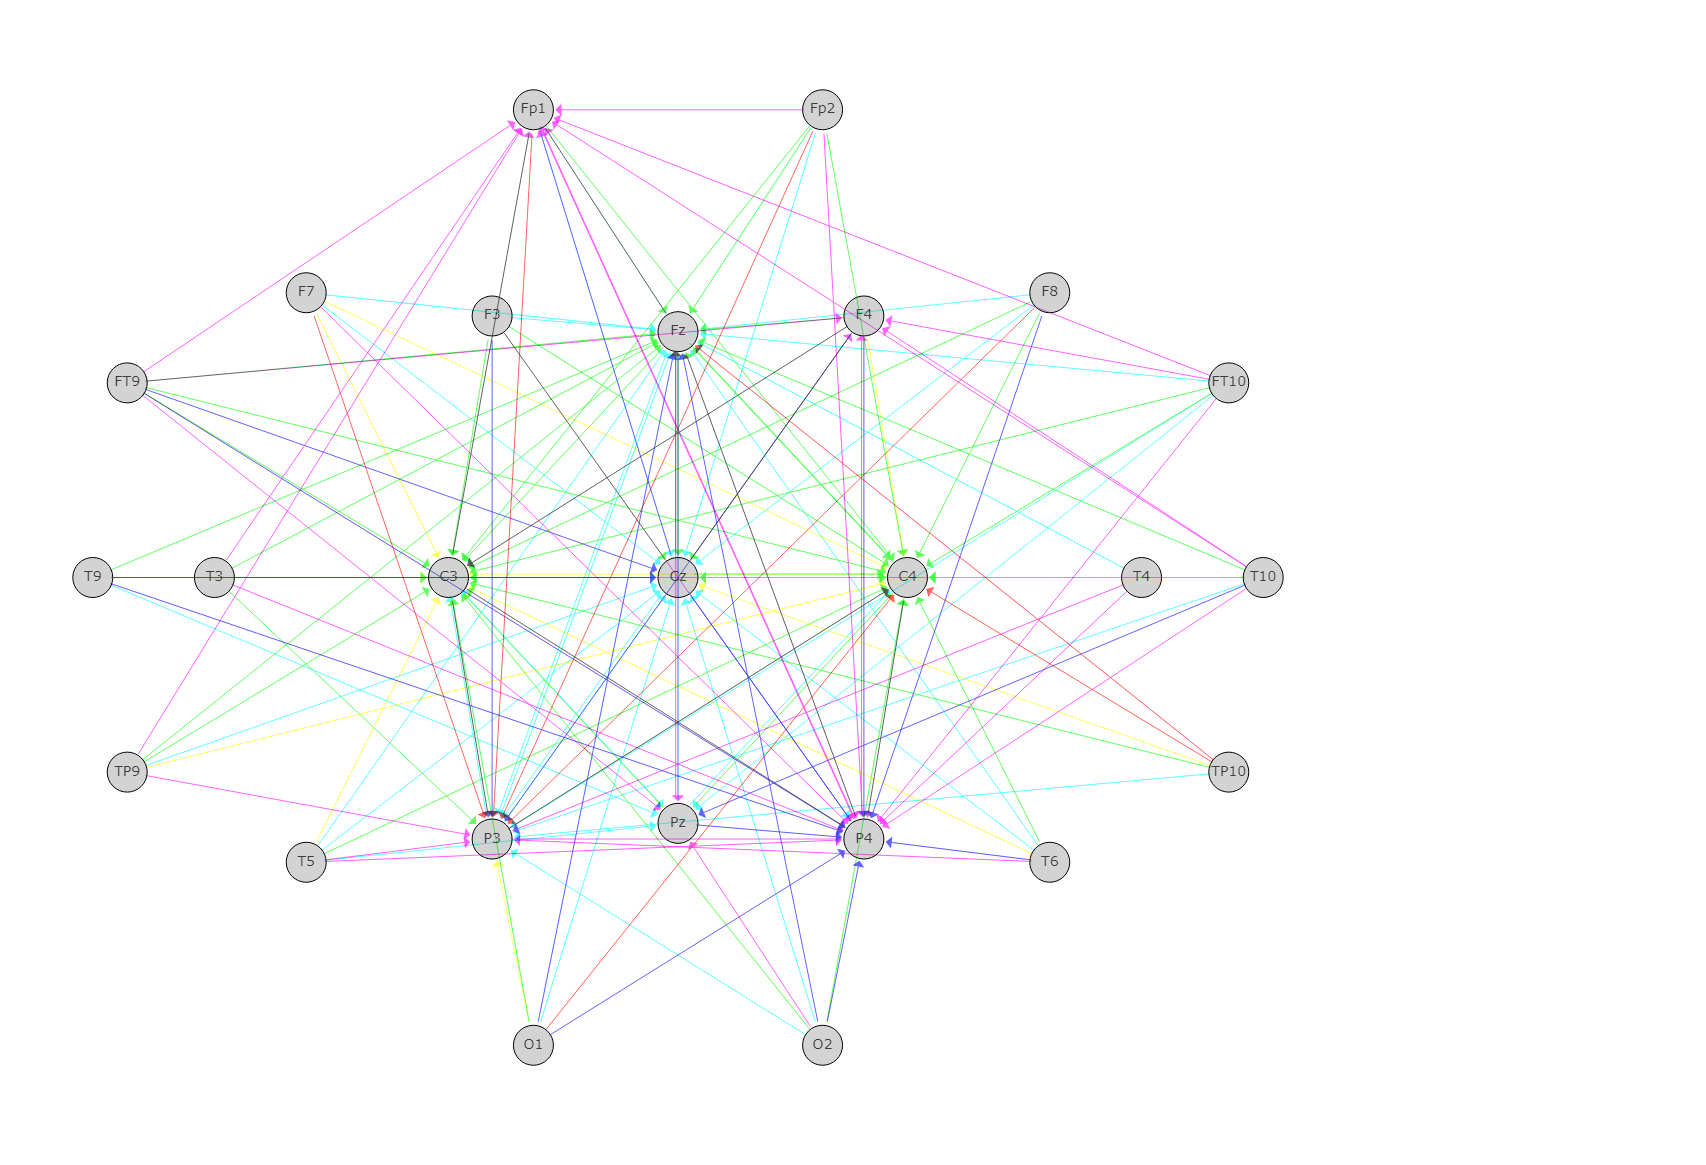 Fp1 Fp2
F7 F3 Fz F4 F8
FT9 FT10
T9 T3 C3 Cz C4 T4 T10
TP9 TP10
T5 P3 Pz P4 T6
O1 O2